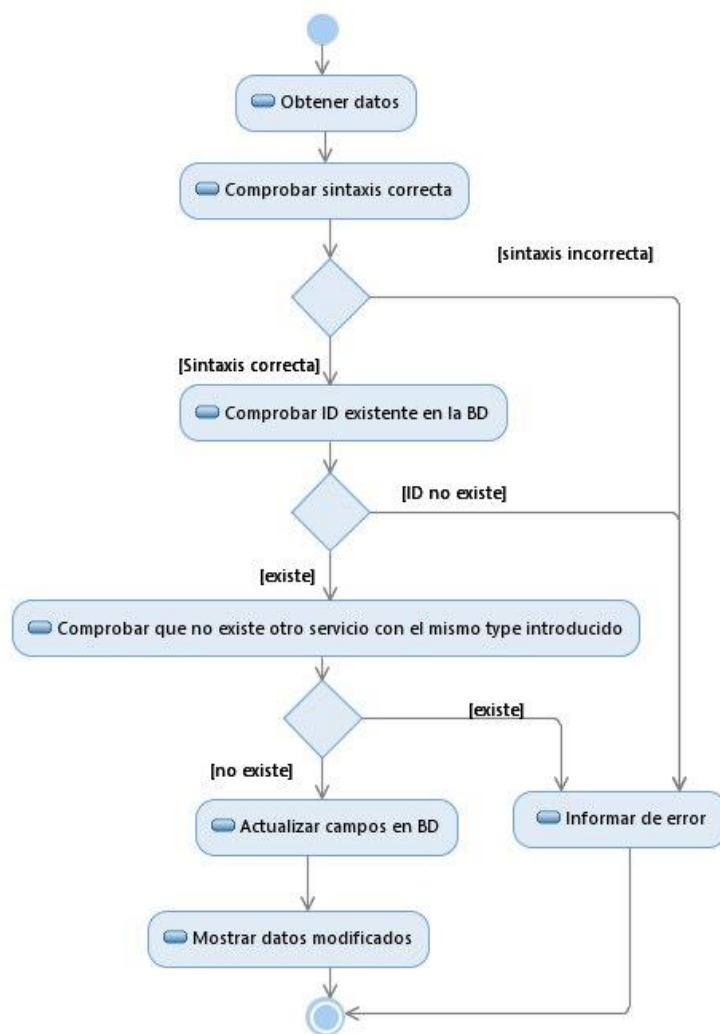 Obtener datos
Comprobar sintaxis correcta
[sintaxis incorrecta]
[Sintaxis correcta]
Comprobar ID existente en la BD
[ID no existe]
[existe]
Comprobar que no existe otro servicio con el mismo type introducido
[existe]
[no existe]
Actualizar campos en BD
Informar de error
Mostrar datos modificados